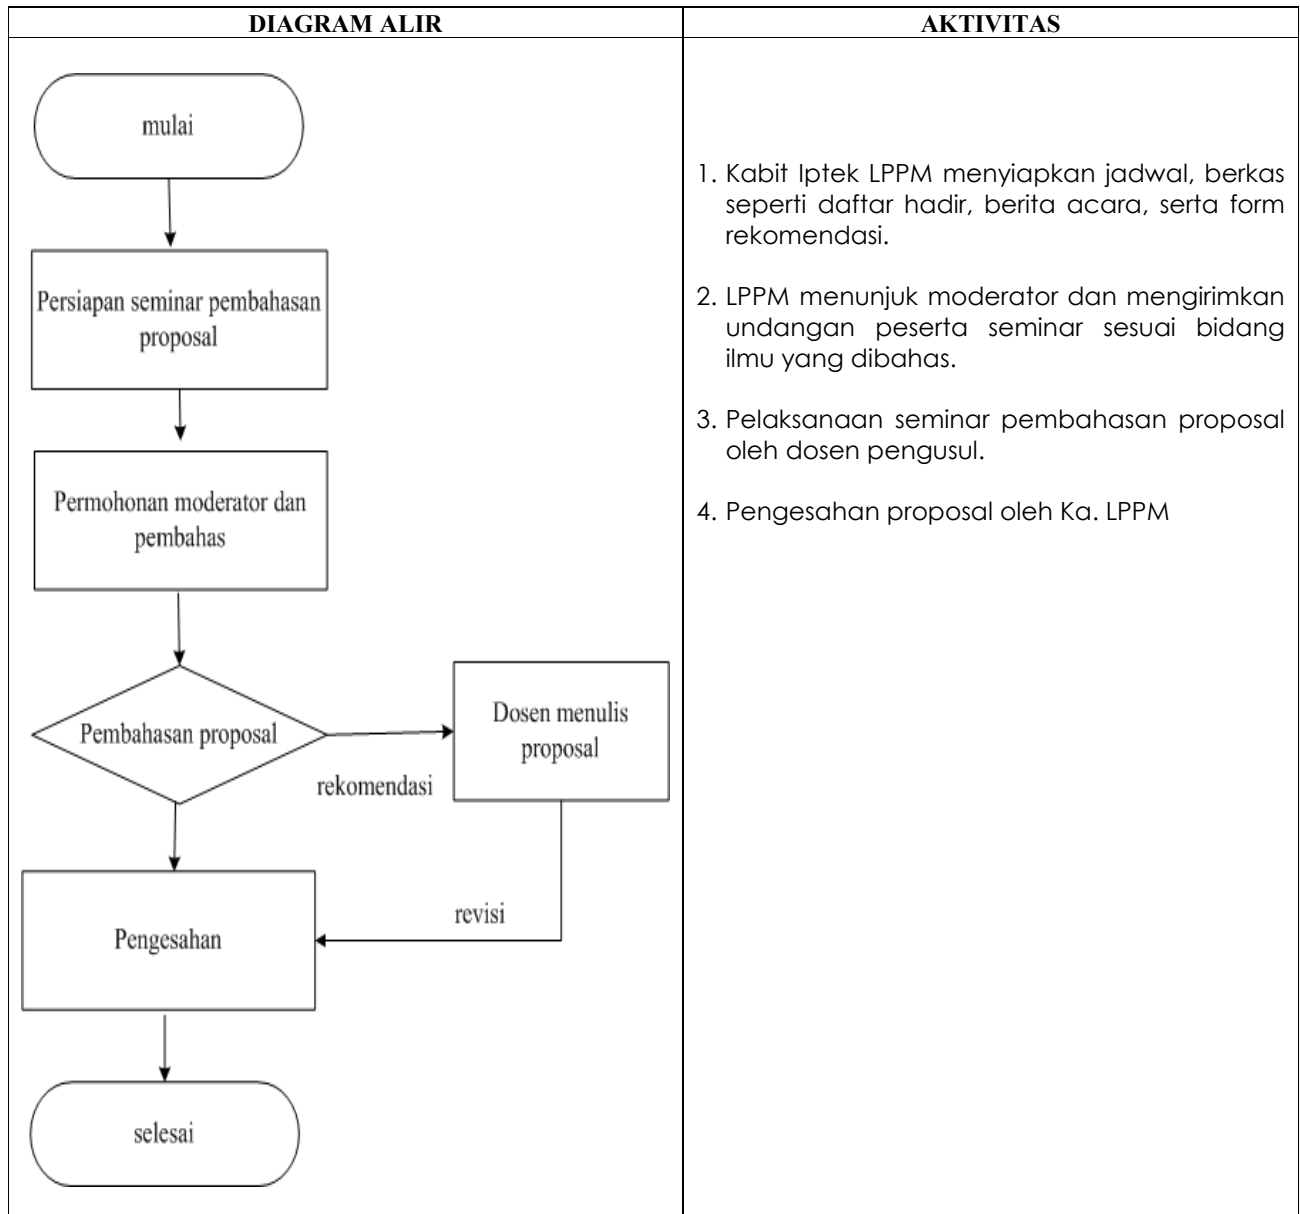 DIAGRAM ALIR
AKTIVITAS
mulai
Persiapan seminar pembahasan
proposal
Permohonan moderator dan
pembahas
Pembahasan proposal
rekomendasi
Dosen menulis
proposal
revisi
Pengesahan
selesai
1. Kabit Iptek LPPM menyiapkan jadwal, berkas
seperti daftar hadir, berita acara, serta form
rekomendasi.
2. LPPM menunjuk moderator dan mengirimkan
undangan peserta seminar sesuai bidang
ilmu yang dibahas.
3. Pelaksanaan seminar pembahasan proposal
oleh dosen pengusul.
4. Pengesahan proposal oleh Ka. LPPM